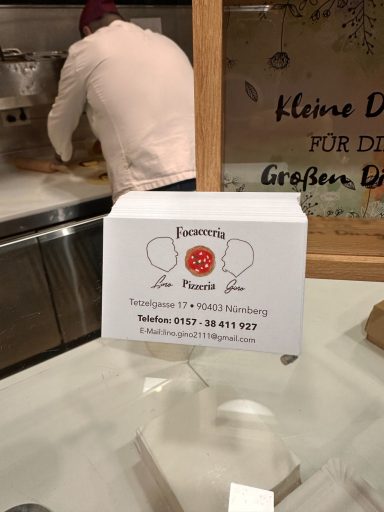 Kleine
FÜR
Großen
Focacceria
Lino Pizzeria Gino
Tetzelgasse 17 • 90403 Nürnberg
Telefon: 0157 - 38 411 927
E-Mail:lino.gino2111@gmail.com